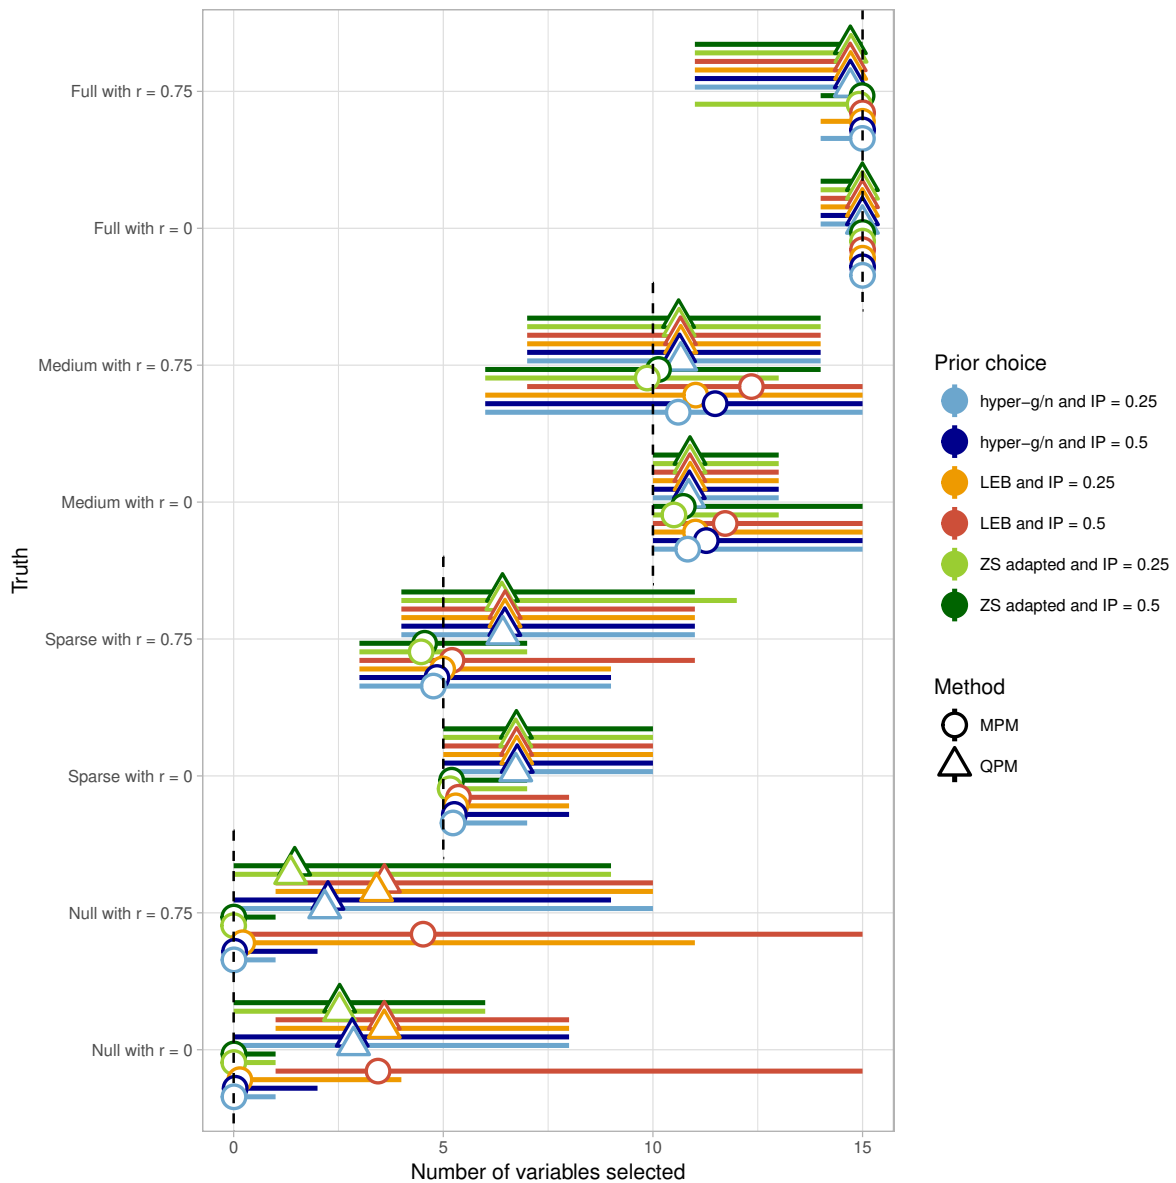 Full with r = 0.75
Full with r = 0
Medium with r = 0.75
Medium with r = 0
Sparse with r = 0.75
Sparse with r = 0
Null with r = 0.75
Null with r = 0
Truth
0 5 10 15
Number of variables selected
Prior choice
hyper−g/n and IP = 0.25
hyper−g/n and IP = 0.5
LEB and IP = 0.25
LEB and IP = 0.5
ZS adapted and IP = 0.25
ZS adapted and IP = 0.5
Method
MPM
QPM